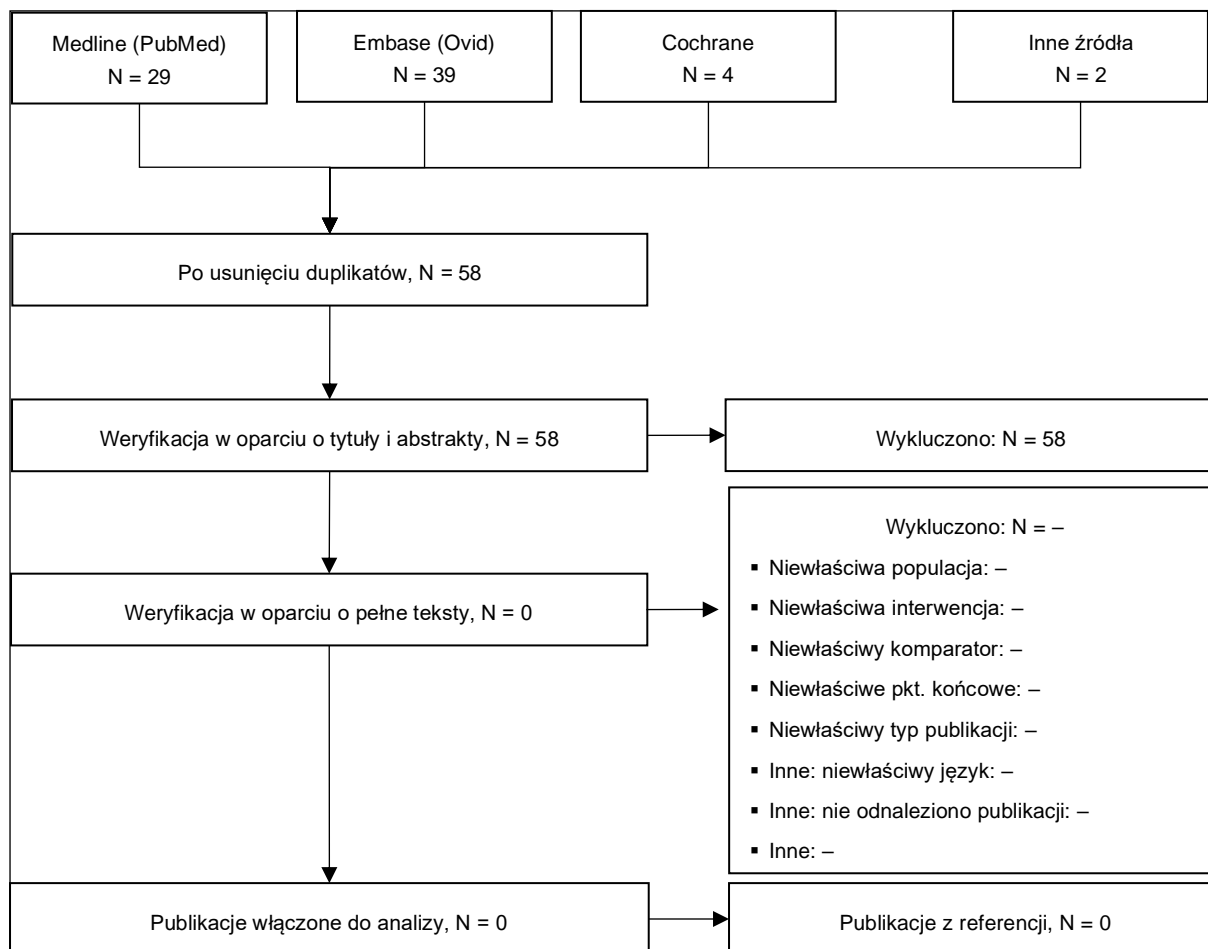 Medline (PubMed)
N = 29
Embase (Ovid)
N = 39
Cochrane
N = 4
Inne źródła
N = 2
Po usunięciu duplikatów, N = 58
Weryfikacja w oparciu o tytuły i abstrakty, N = 58
Wykluczono: N = 58
Weryfikacja w oparciu o pełne teksty, N = 0
Wykluczono: N = –
▪ Niewłaściwa populacja: –
▪ Niewłaściwa interwencja: –
▪ Niewłaściwy komparator: –
▪ Niewłaściwe pkt. końcowe: –
▪ Niewłaściwy typ publikacji: –
▪ Inne: niewłaściwy język: –
▪ Inne: nie odnaleziono publikacji: –
▪ Inne: –
Publikacje włączone do analizy, N = 0
Publikacje z referencji, N = 0